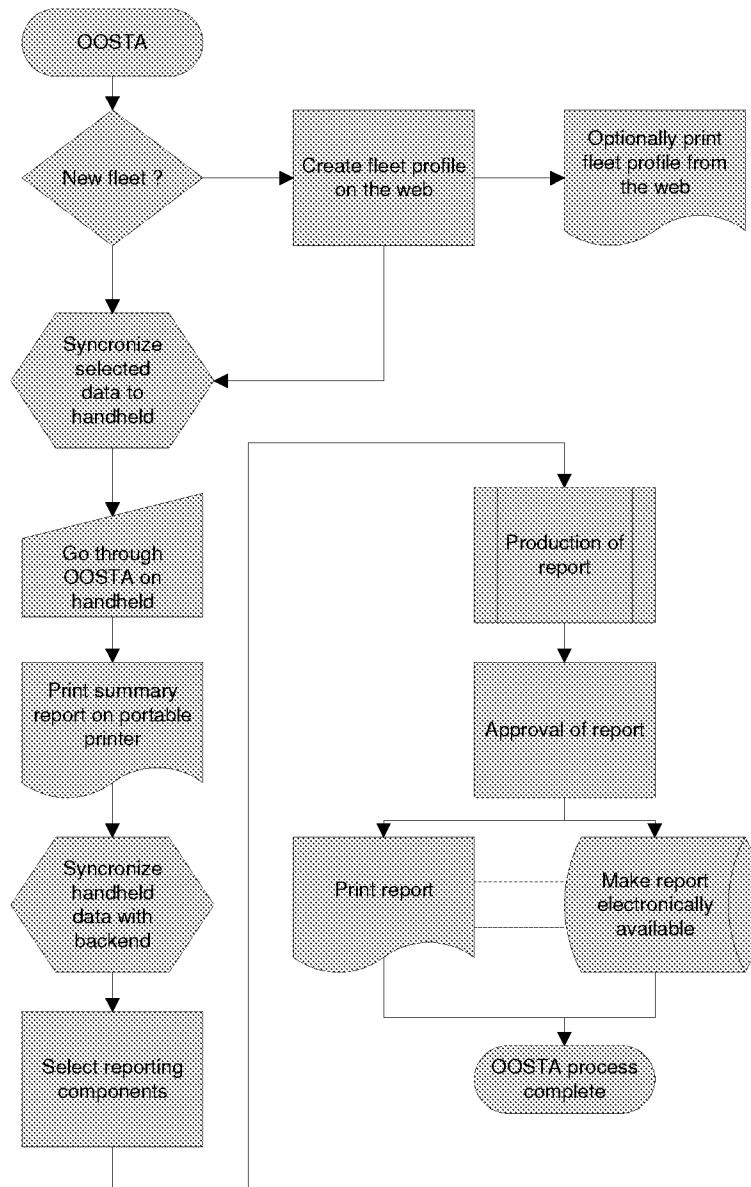 OOSTA
New fleet ?
Create fleet profile
on the web
Optionally print
fleet profile from
the web
Syncronize
selected
data to
handheld
Go through
OOSTA on
handheld
Print summary
report on portable
printer
Syncronize
handheld
data with
backend
Select reporting
components
Production of
report
Approval of report
Print report
Make report
electronically
available
OOSTA process
complete